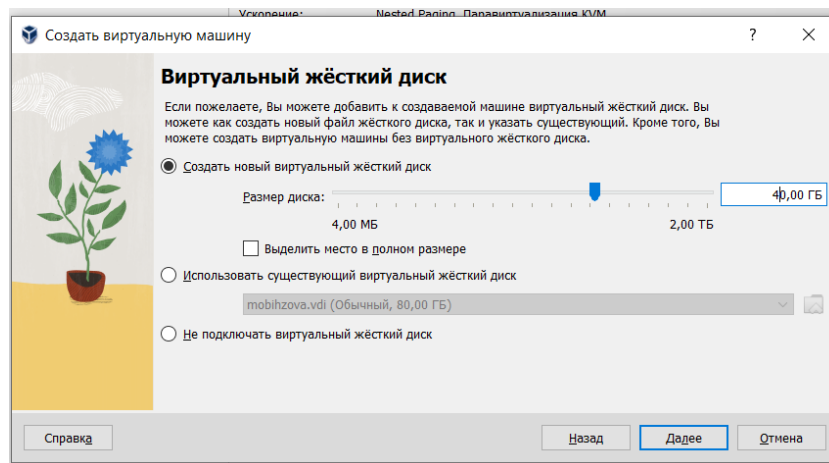 Ускорение: Nested Paging, Паравиртуализация KVM
Создать виртуальную машину
Виртуальный жёсткий диск
Если пожелаете, Вы можете добавить к создаваемой машине виртуальный жёсткий диск. Вы
можете как создать новый файл жёсткого диска, так и указать существующий. Кроме того, Вы
можете создать виртуальную машины без виртуального жёсткого диска.
Создать новый виртуальный жёсткий диск
Размер диска: 40,00 ГБ
4,00 МБ 2,00 ТБ
Выделить место в полном размере
Использовать существующий виртуальный жёсткий диск
mobihzova.vdi (Обычный, 80,00 ГБ)
Не подключать виртуальный жёсткий диск
Справка Назад Далее Отмена